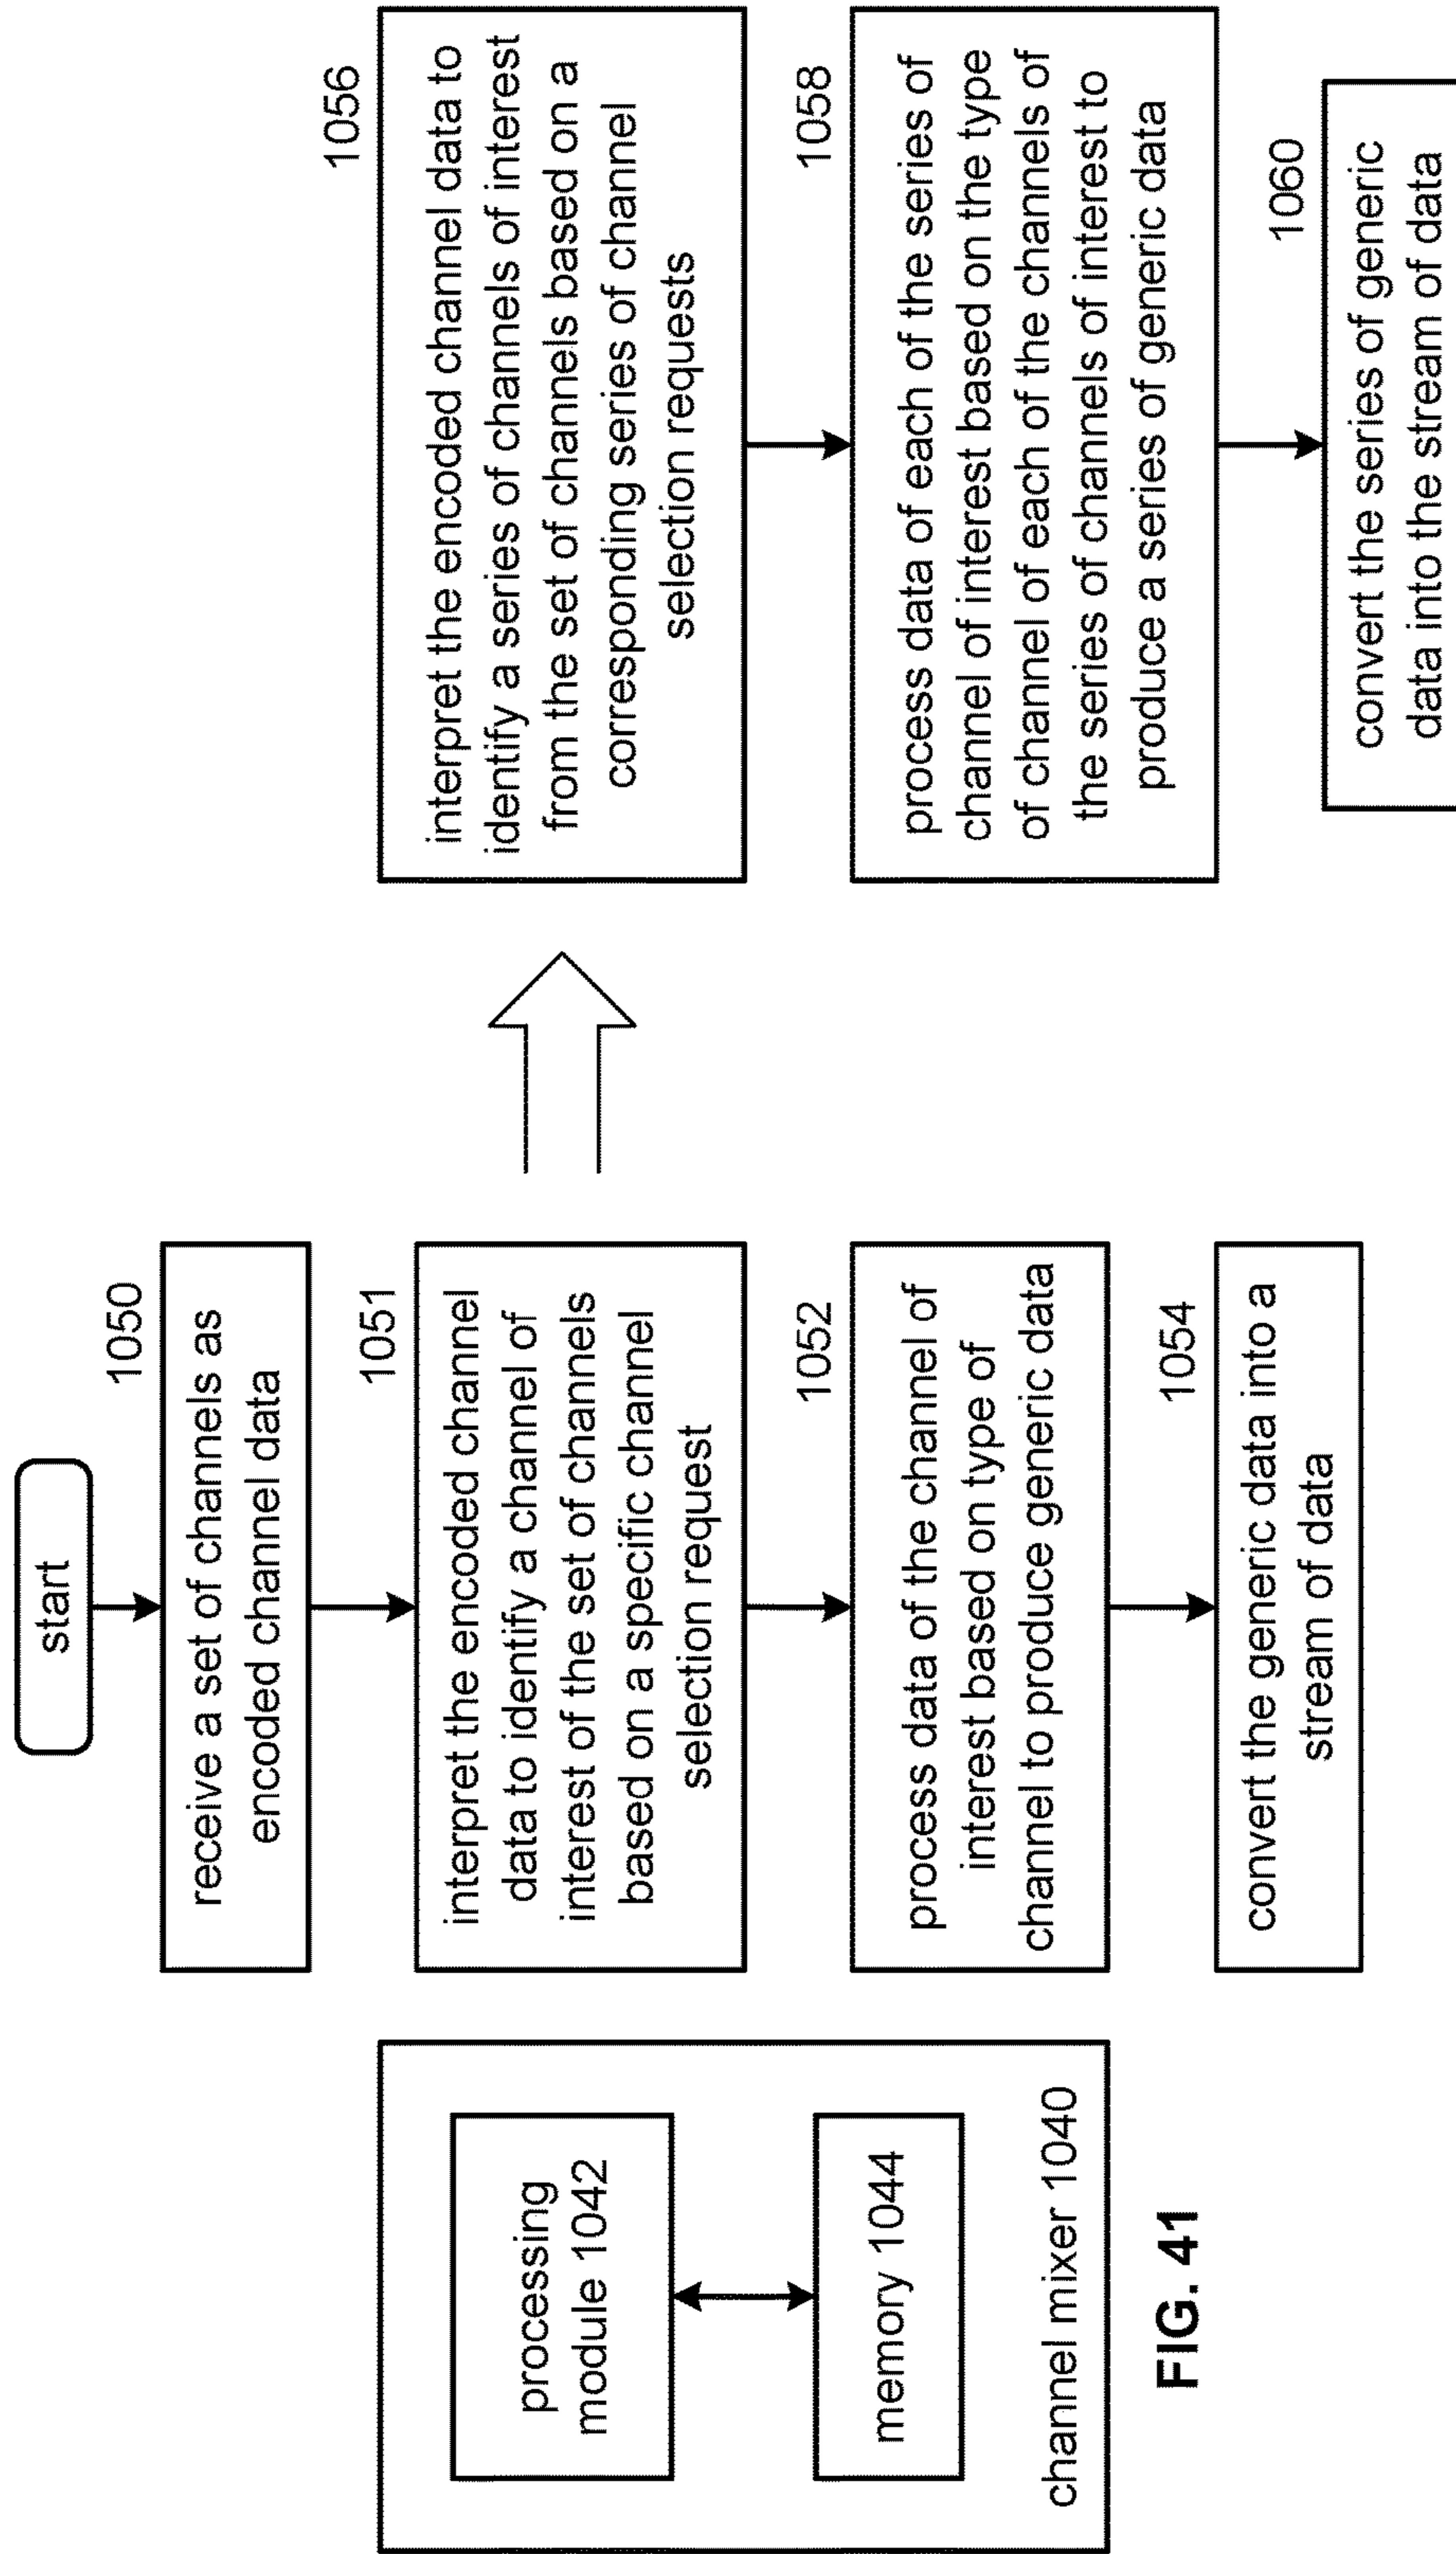 processing
module 1042
memory 1044
channel mixer 1040
FIG. 41
start
1050
receive a set of channels as
encoded channel data
1051
interpret the encoded channel
data to identify a channel of
interest of the set of channels
based on a specific channel
selection request
1052
process data of the channel of
interest based on type of
channel to produce generic data
1054
convert the generic data into a
stream of data
1056
interpret the encoded channel data to
identify a series of channels of interest
from the set of channels based on a
corresponding series of channel
selection requests
1058
process data of each of the series of
channel of interest based on the type
of channel of each of the channels of
the series of channels of interest to
produce a series of generic data
1060
convert the series of generic
data into the stream of data